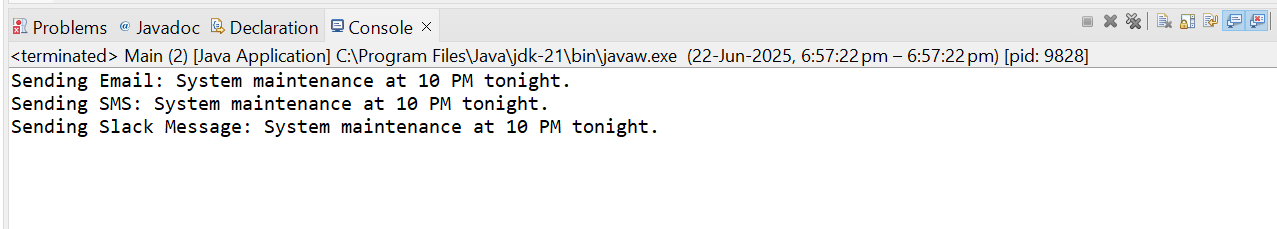 Problems @ Javadoc Declaration Console
<terminated> Main (2) [Java Application] C:\Program Files\Java\jdk-21\bin\javaw.exe (22-Jun-2025, 6:57:22 pm – 6:57:22 pm) [pid: 9828]
Sending Email: System maintenance at 10 PM tonight.
Sending SMS: System maintenance at 10 PM tonight.
Sending Slack Message: System maintenance at 10 PM tonight.